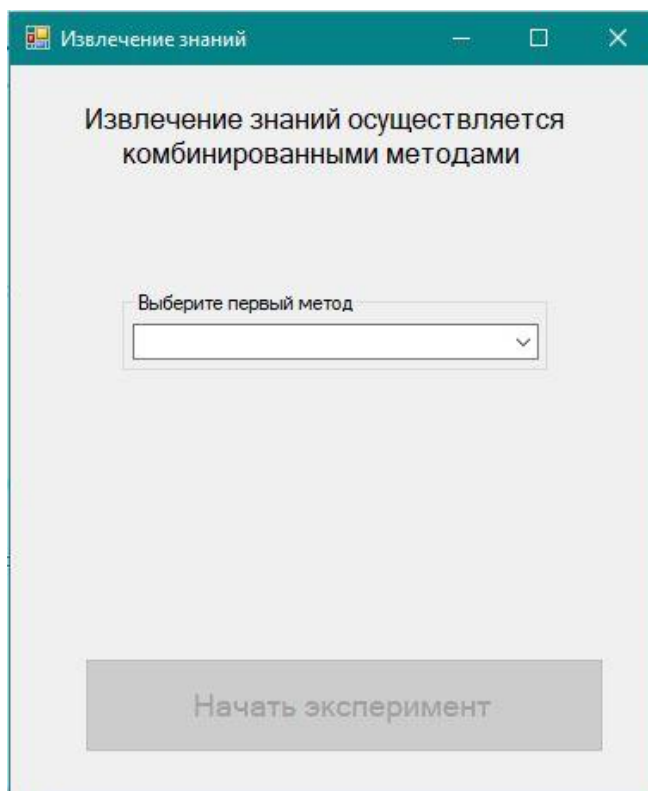 Извлечение знаний
Извлечение знаний осуществляется
комбинированными методами
Выберите первый метод
Начать эксперимент